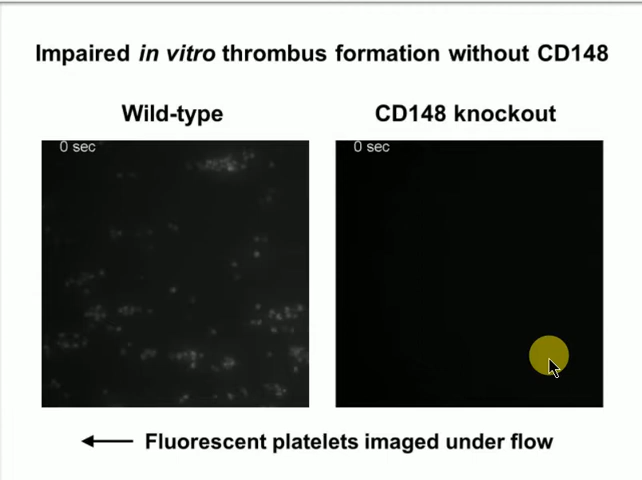 Impaired in vitro thrombus formation without CD148
Wild-type
CD148 knockout
0 sec
0 sec
Fluorescent platelets imaged under flow